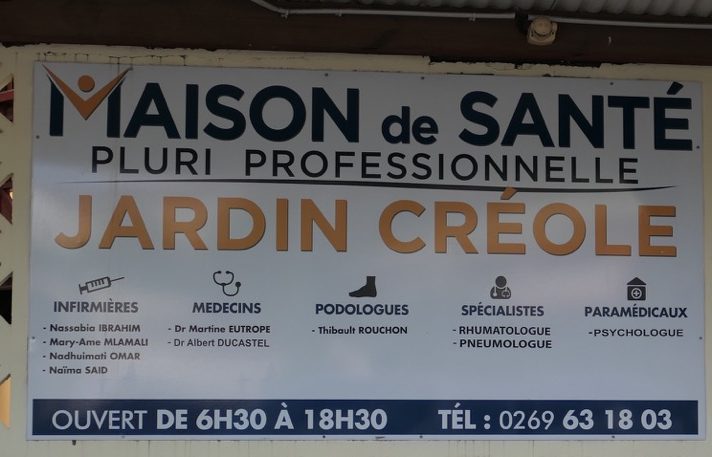 MAISON de SANTÉ
PLURI PROFESSIONNELLE
JARDIN CRÉOLE
INFIRMIÈRES
- Nassabia IBRAHIM
- Mary-Ame MLAMALI
- Nadhuimati OMAR
- Naïma SAID
MEDECINS
- Dr Martine EUTROPE
- Dr Albert DUCASTEL
PODOLOGUES
- Thibault ROUCHON
SPÉCIALISTES
- RHUMATOLOGUE
- PNEUMOLOGUE
PARAMÉDICAUX
- PSYCHOLOGUE
OUVERT DE 6H30 À 18H30
TÉL : 0269 63 18 03